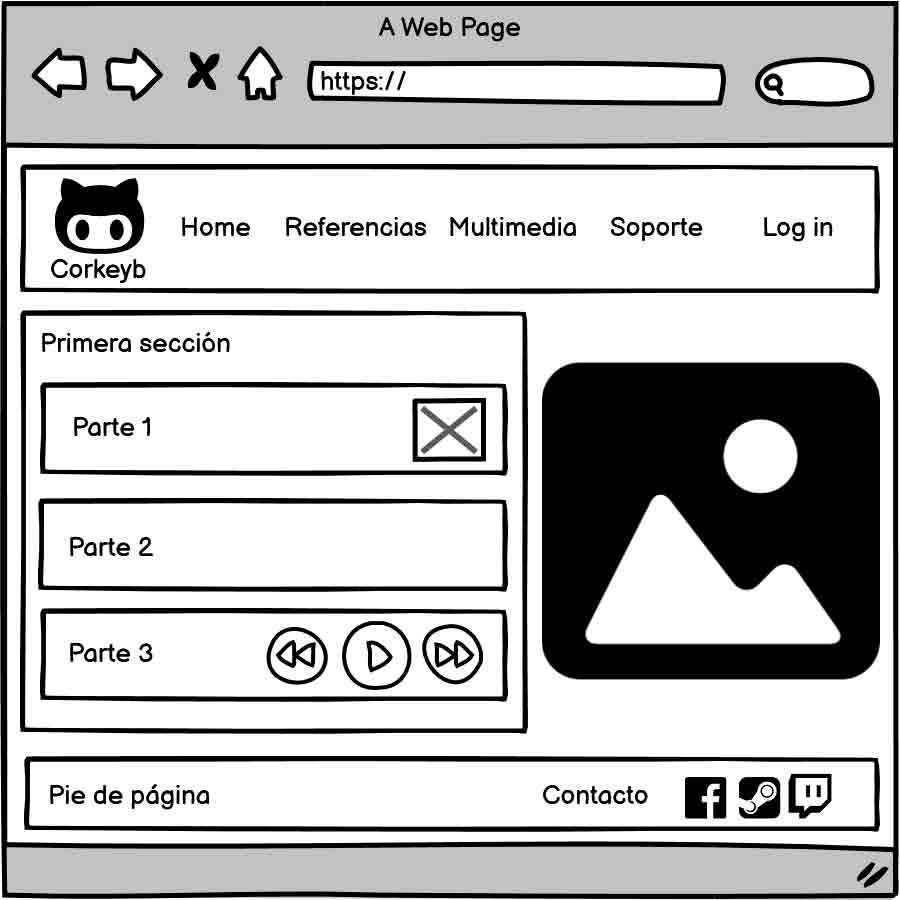 A Web Page
https://
Home Referencias Multimedia Soporte Log in
Corkeyb
Primera sección
Parte 1
Parte 2
Parte 3
Pie de página Contacto